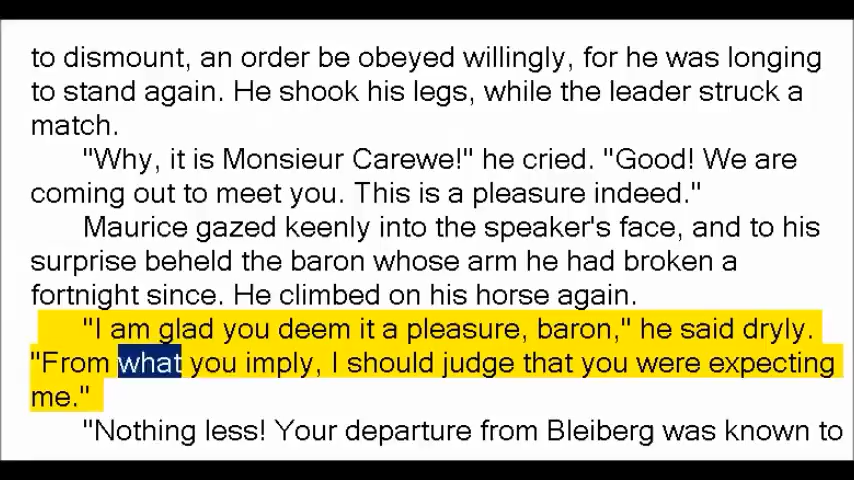 to dismount, an order be obeyed willingly, for he was longing
to stand again. He shook his legs, while the leader struck a
match.
"Why, it is Monsieur Carewe!" he cried. "Good! We are
coming out to meet you. This is a pleasure indeed."
Maurice gazed keenly into the speaker's face, and to his
surprise beheld the baron whose arm he had broken a
fortnight since. He climbed on his horse again.
"I am glad you deem it a pleasure, baron," he said dryly.
"From what you imply, I should judge that you were expecting
me."
"Nothing less! Your departure from Bleiberg was known to